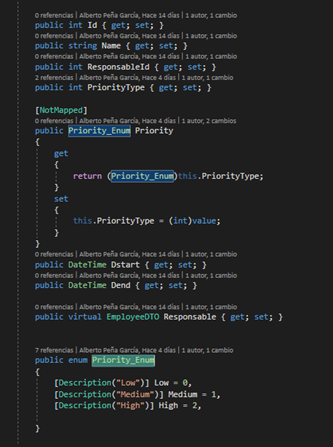 0 referencias | Alberto Peña García, Hace 14 días | 1 autor, 1 cambio
public int Id { get; set; }
0 referencias | Alberto Peña García, Hace 14 días | 1 autor, 1 cambio
public string Name { get; set; }
0 referencias | Alberto Peña García, Hace 14 días | 1 autor, 1 cambio
public int ResponsableId { get; set; }
2 referencias | Alberto Peña García, Hace 4 días | 1 autor, 1 cambio
public int PriorityType { get; set; }
[NotMapped]
0 referencias | Alberto Peña García, Hace 4 días | 1 autor, 2 cambios
public Priority_Enum Priority
{
get
{
return (Priority_Enum)this.PriorityType;
}
set
{
this.PriorityType = (int)value;
}
}
0 referencias | Alberto Peña García, Hace 14 días | 1 autor, 1 cambio
public DateTime Dstart { get; set; }
0 referencias | Alberto Peña García, Hace 14 días | 1 autor, 1 cambio
public DateTime Dend { get; set; }
0 referencias | Alberto Peña García, Hace 14 días | 1 autor, 1 cambio
public virtual EmployeeDTO Responsable { get; set; }
7 referencias | Alberto Peña García, Hace 4 días | 1 autor, 1 cambio
public enum Priority_Enum
{
[Description("Low")] Low = 0,
[Description("Medium")] Medium = 1,
[Description("High")] High = 2,
}